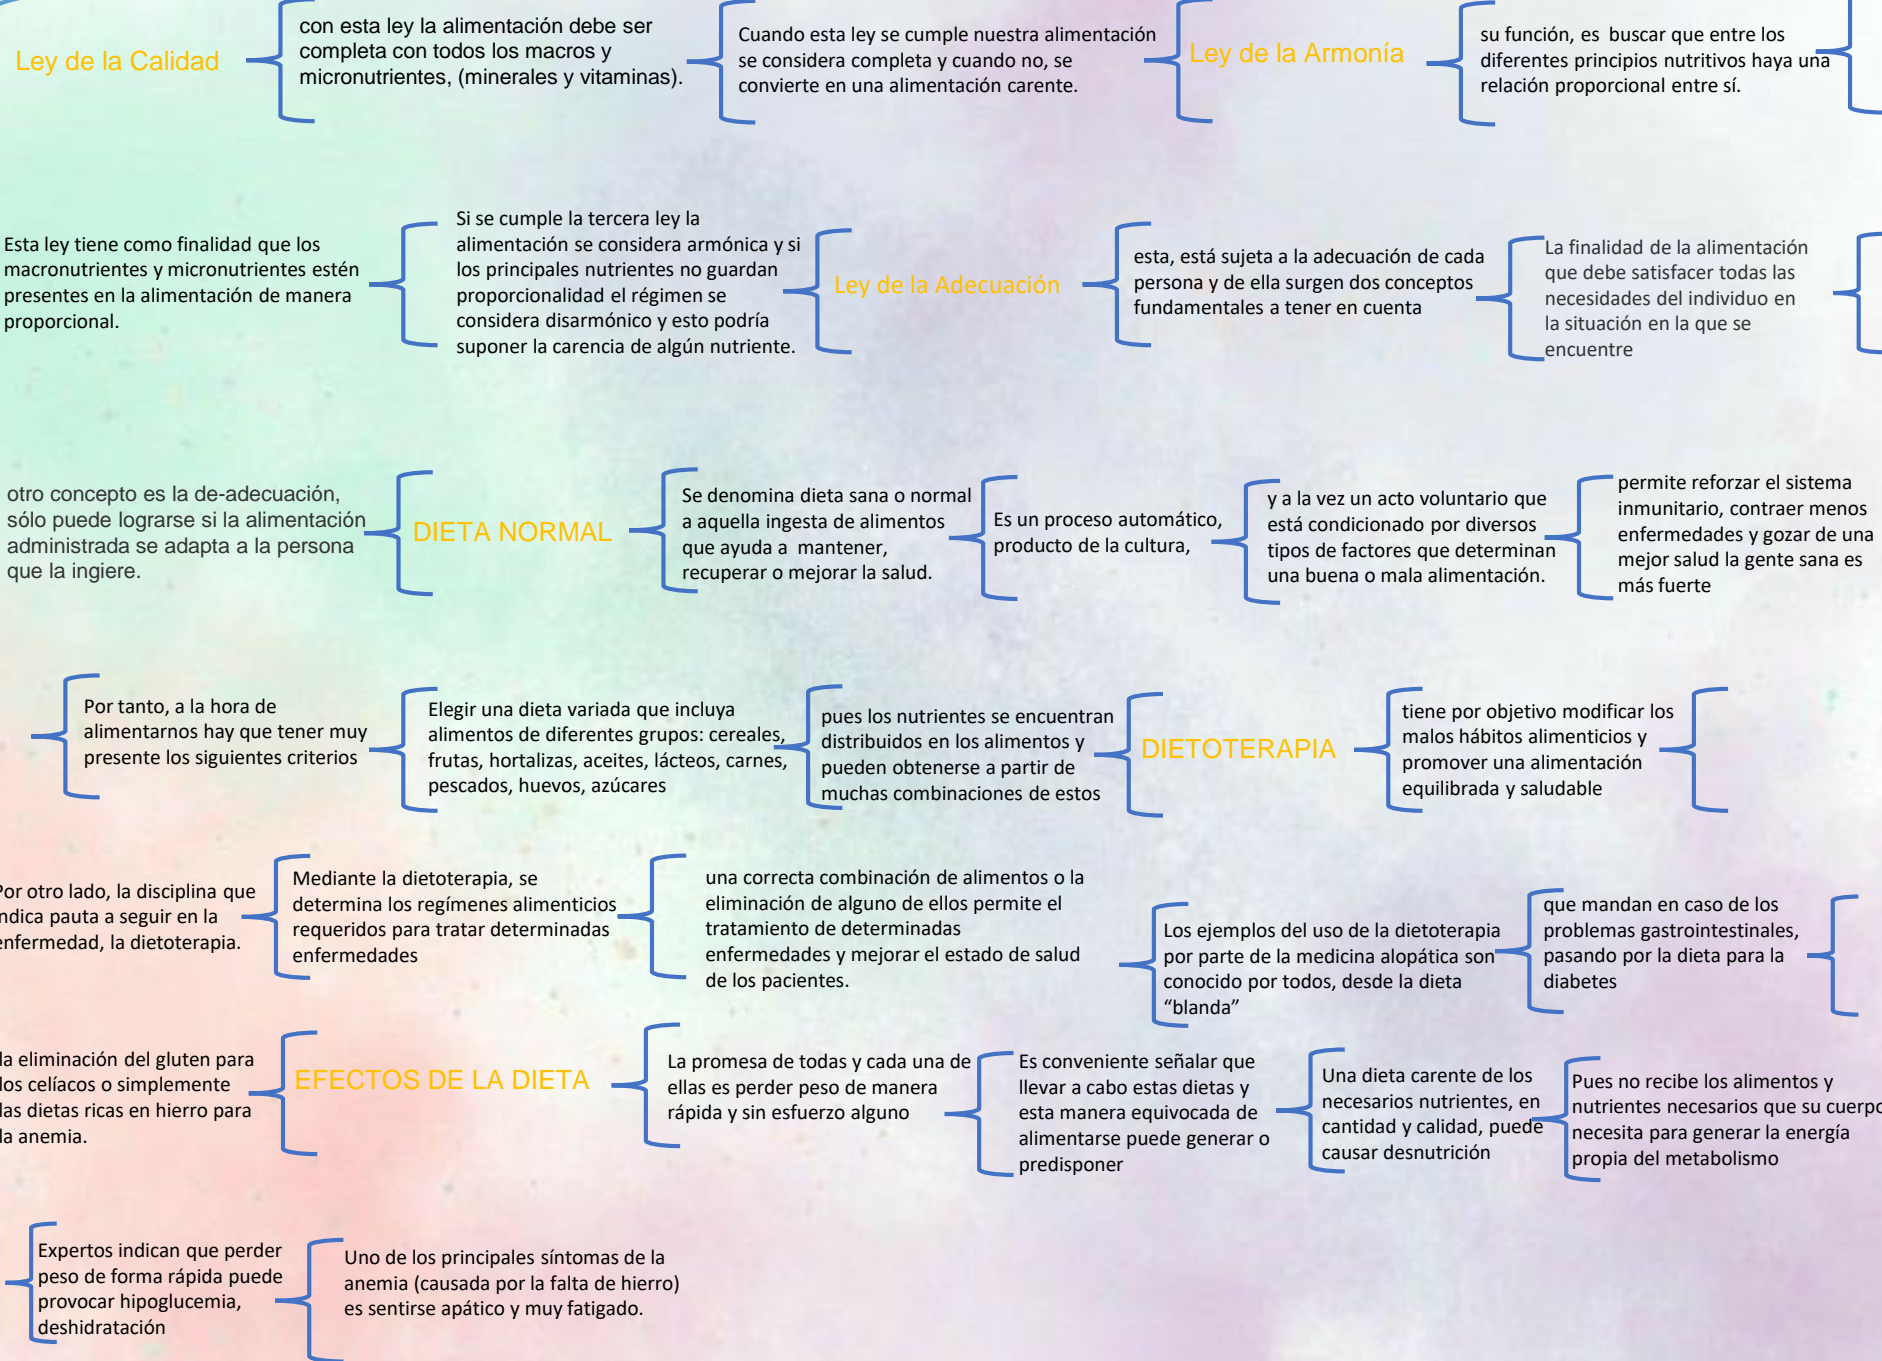 Ley de la Calidad
con esta ley la alimentación debe ser
completa con todos los macros y
micronutrientes, (minerales y vitaminas).
Cuando esta ley se cumple nuestra alimentación
se considera completa y cuando no, se
convierte en una alimentación carente.
Ley de la Armonía
su función, es  buscar que entre los
diferentes principios nutritivos haya una
relación proporcional entre sí.
Esta ley tiene como finalidad que los
macronutrientes y micronutrientes estén
presentes en la alimentación de manera
proporcional.
Si se cumple la tercera ley la
alimentación se considera armónica y si
los principales nutrientes no guardan
proporcionalidad el régimen se
considera disarmónico y esto podría
suponer la carencia de algún nutriente.
Ley de la Adecuación
esta, está sujeta a la adecuación de cada
persona y de ella surgen dos conceptos
fundamentales a tener en cuenta
La finalidad de la alimentación
que debe satisfacer todas las
necesidades del individuo en
la situación en la que se
encuentre
otro concepto es la de-adecuación,
sólo puede lograrse si la alimentación
administrada se adapta a la persona
que la ingiere.
DIETA NORMAL
Se denomina dieta sana o normal
a aquella ingesta de alimentos
que ayuda a  mantener,
recuperar o mejorar la salud.
Es un proceso automático,
producto de la cultura,
y a la vez un acto voluntario que
está condicionado por diversos
tipos de factores que determinan
una buena o mala alimentación.
permite reforzar el sistema
inmunitario, contraer menos
enfermedades y gozar de una
mejor salud la gente sana es
más fuerte
Por tanto, a la hora de
alimentarnos hay que tener muy
presente los siguientes criterios
Elegir una dieta variada que incluya
alimentos de diferentes grupos: cereales,
frutas, hortalizas, aceites, lácteos, carnes,
pescados, huevos, azúcares
pues los nutrientes se encuentran
distribuidos en los alimentos y
pueden obtenerse a partir de
muchas combinaciones de estos
DIETOTERAPIA
tiene por objetivo modificar los
malos hábitos alimenticios y
promover una alimentación
equilibrada y saludable
Por otro lado, la disciplina que
indica pauta a seguir en la
enfermedad, la dietoterapia.
Mediante la dietoterapia, se
determina los regímenes alimenticios
requeridos para tratar determinadas
enfermedades
una correcta combinación de alimentos o la
eliminación de alguno de ellos permite el
tratamiento de determinadas
enfermedades y mejorar el estado de salud
de los pacientes.
Los ejemplos del uso de la dietoterapia
por parte de la medicina alopática son
conocido por todos, desde la dieta
“blanda”
que mandan en caso de los
problemas gastrointestinales,
pasando por la dieta para la
diabetes
la eliminación del gluten para
los celíacos o simplemente
las dietas ricas en hierro para
la anemia.
EFECTOS DE LA DIETA
La promesa de todas y cada una de
ellas es perder peso de manera
rápida y sin esfuerzo alguno
Es conveniente señalar que
llevar a cabo estas dietas y
esta manera equivocada de
alimentarse puede generar o
predisponer
Una dieta carente de los
necesarios nutrientes, en
cantidad y calidad, puede
causar desnutrición
Pues no recibe los alimentos y
nutrientes necesarios que su cuerpo
necesita para generar la energía
propia del metabolismo
Expertos indican que perder
peso de forma rápida puede
provocar hipoglucemia,
deshidratación
Uno de los principales síntomas de la
anemia (causada por la falta de hierro)
es sentirse apático y muy fatigado.